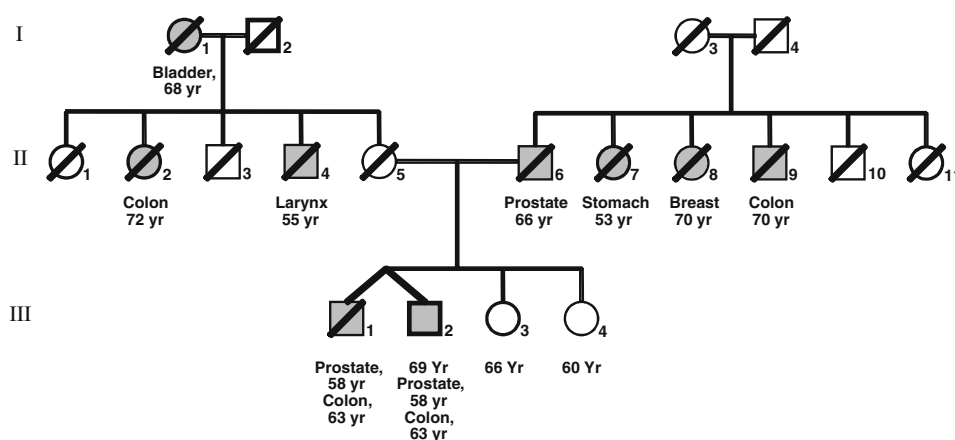 I
1 2 3 4
Bladder,
68 yr
II
1 2 3 4 5 6 7 8 9 10 11
Colon
72 yr
Larynx
55 yr
Prostate
66 yr
Stomach
53 yr
Breast
70 yr
Colon
70 yr
III
1 2 3 4
Prostate,
58 yr
Colon,
63 yr
69 Yr
Prostate,
58 yr
Colon,
63 yr
66 Yr
60 Yr